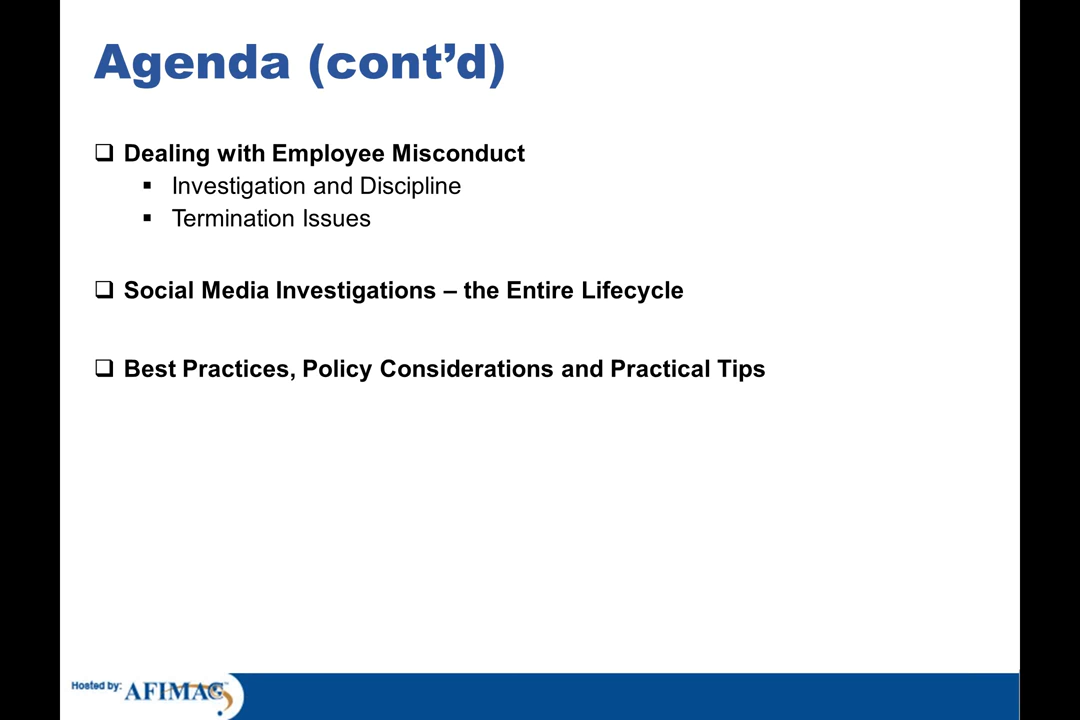 Agenda (cont’d)
❑ Dealing with Employee Misconduct
▪ Investigation and Discipline
▪ Termination Issues
❑ Social Media Investigations – the Entire Lifecycle
❑ Best Practices, Policy Considerations and Practical Tips
Hosted by: AFIMAC